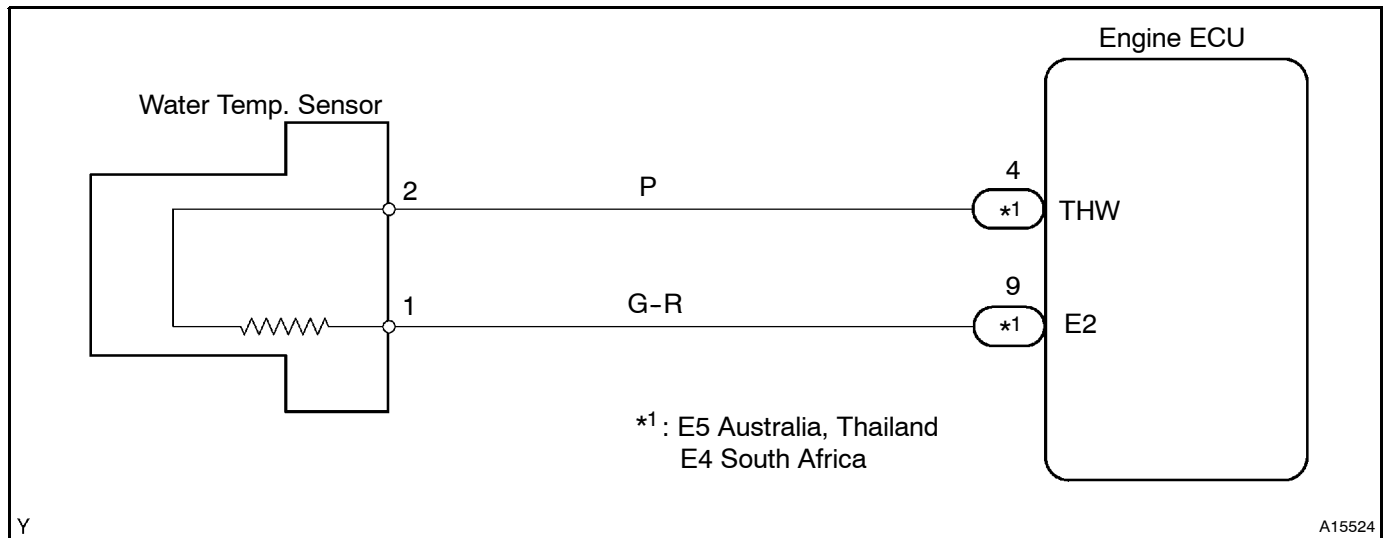 Engine ECU
Water Temp. Sensor
2
P
4
*1
THW
1
G-R
9
*1
E2
*1 : E5 Australia, Thailand
E4 South Africa
Y
A15524